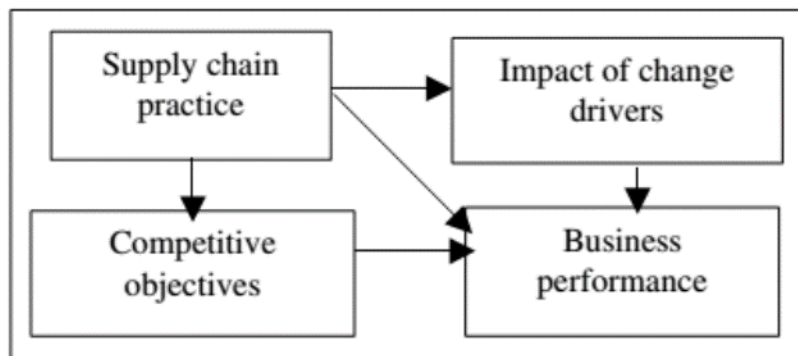 Supply chain
practice
Impact of change
drivers
Competitive
objectives
Business
performance